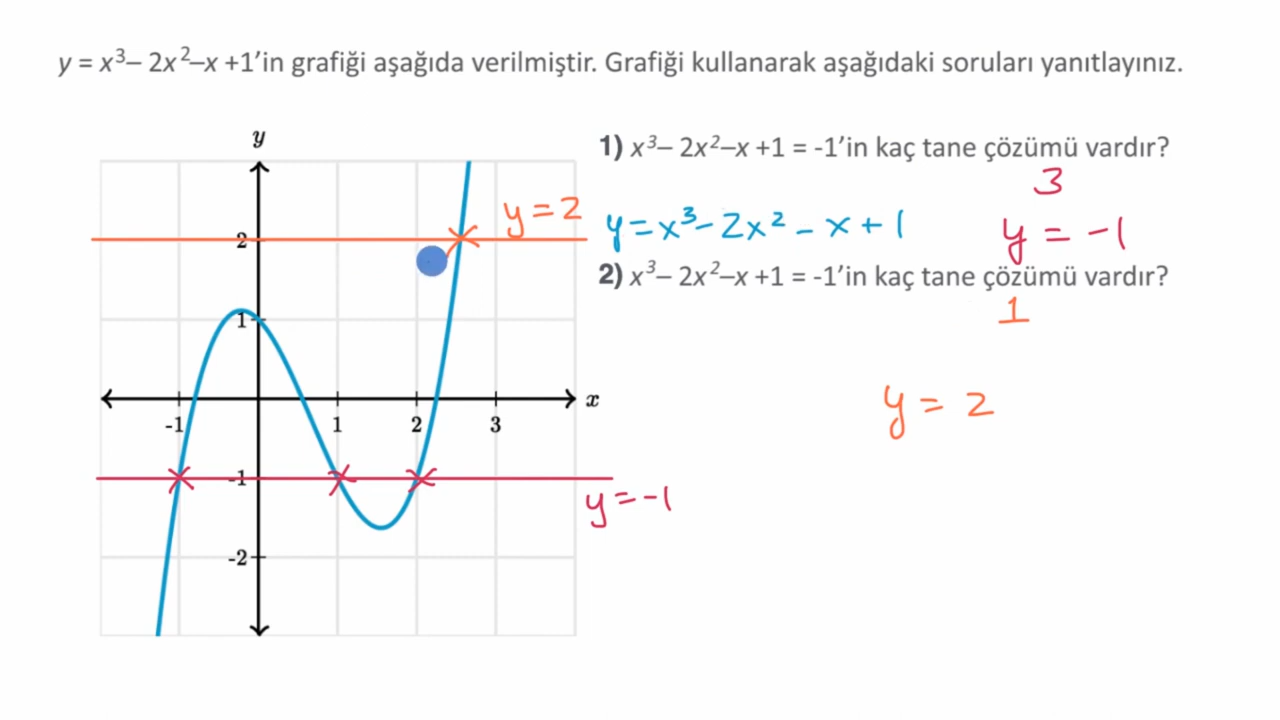 y = x³– 2x²–x +1'in grafiği aşağıda verilmiştir. Grafiği kullanarak aşağıdaki soruları yanıtlayınız.
1) x³– 2x²–x +1 = -1'in kaç tane çözümü vardır?
3
y = x³ - 2x² - x + 1
y = -1
2) x³– 2x²–x +1 = -1'in kaç tane çözümü vardır?
1
y = 2
y
y = 2
2
1
x
-1
1
2
3
-1
y = -1
-2